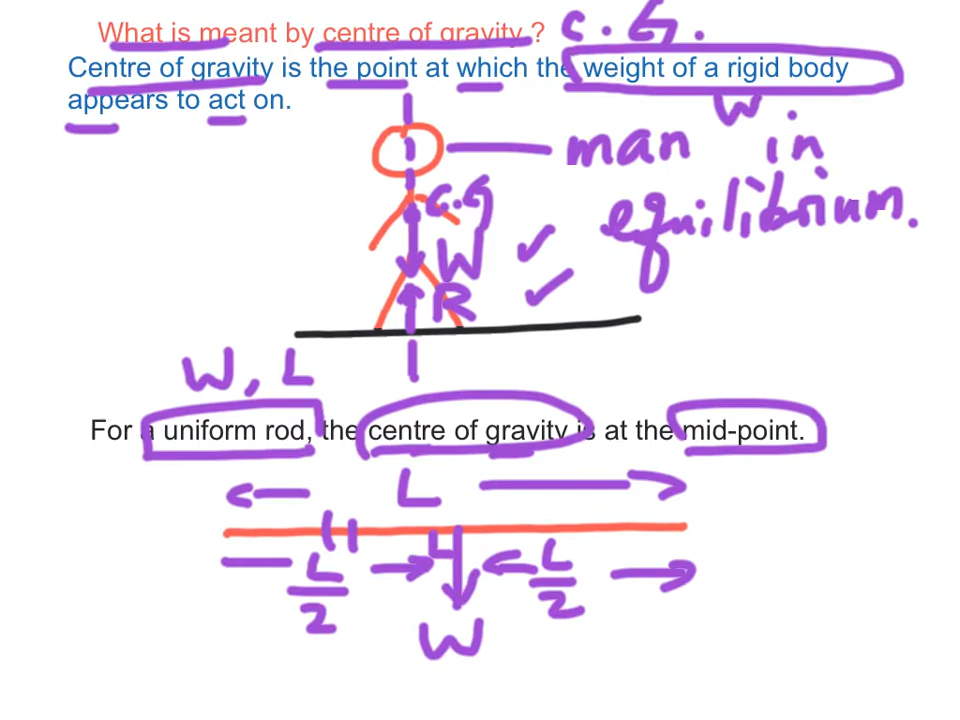 What is meant by centre of gravity ? C.G.
Centre of gravity is the point at which the weight of a rigid body
appears to act on. W.
man in
equilibrium.
C.G
W
R
W, L
For a uniform rod, the centre of gravity is at the mid-point.
L
L/2 L/2
W